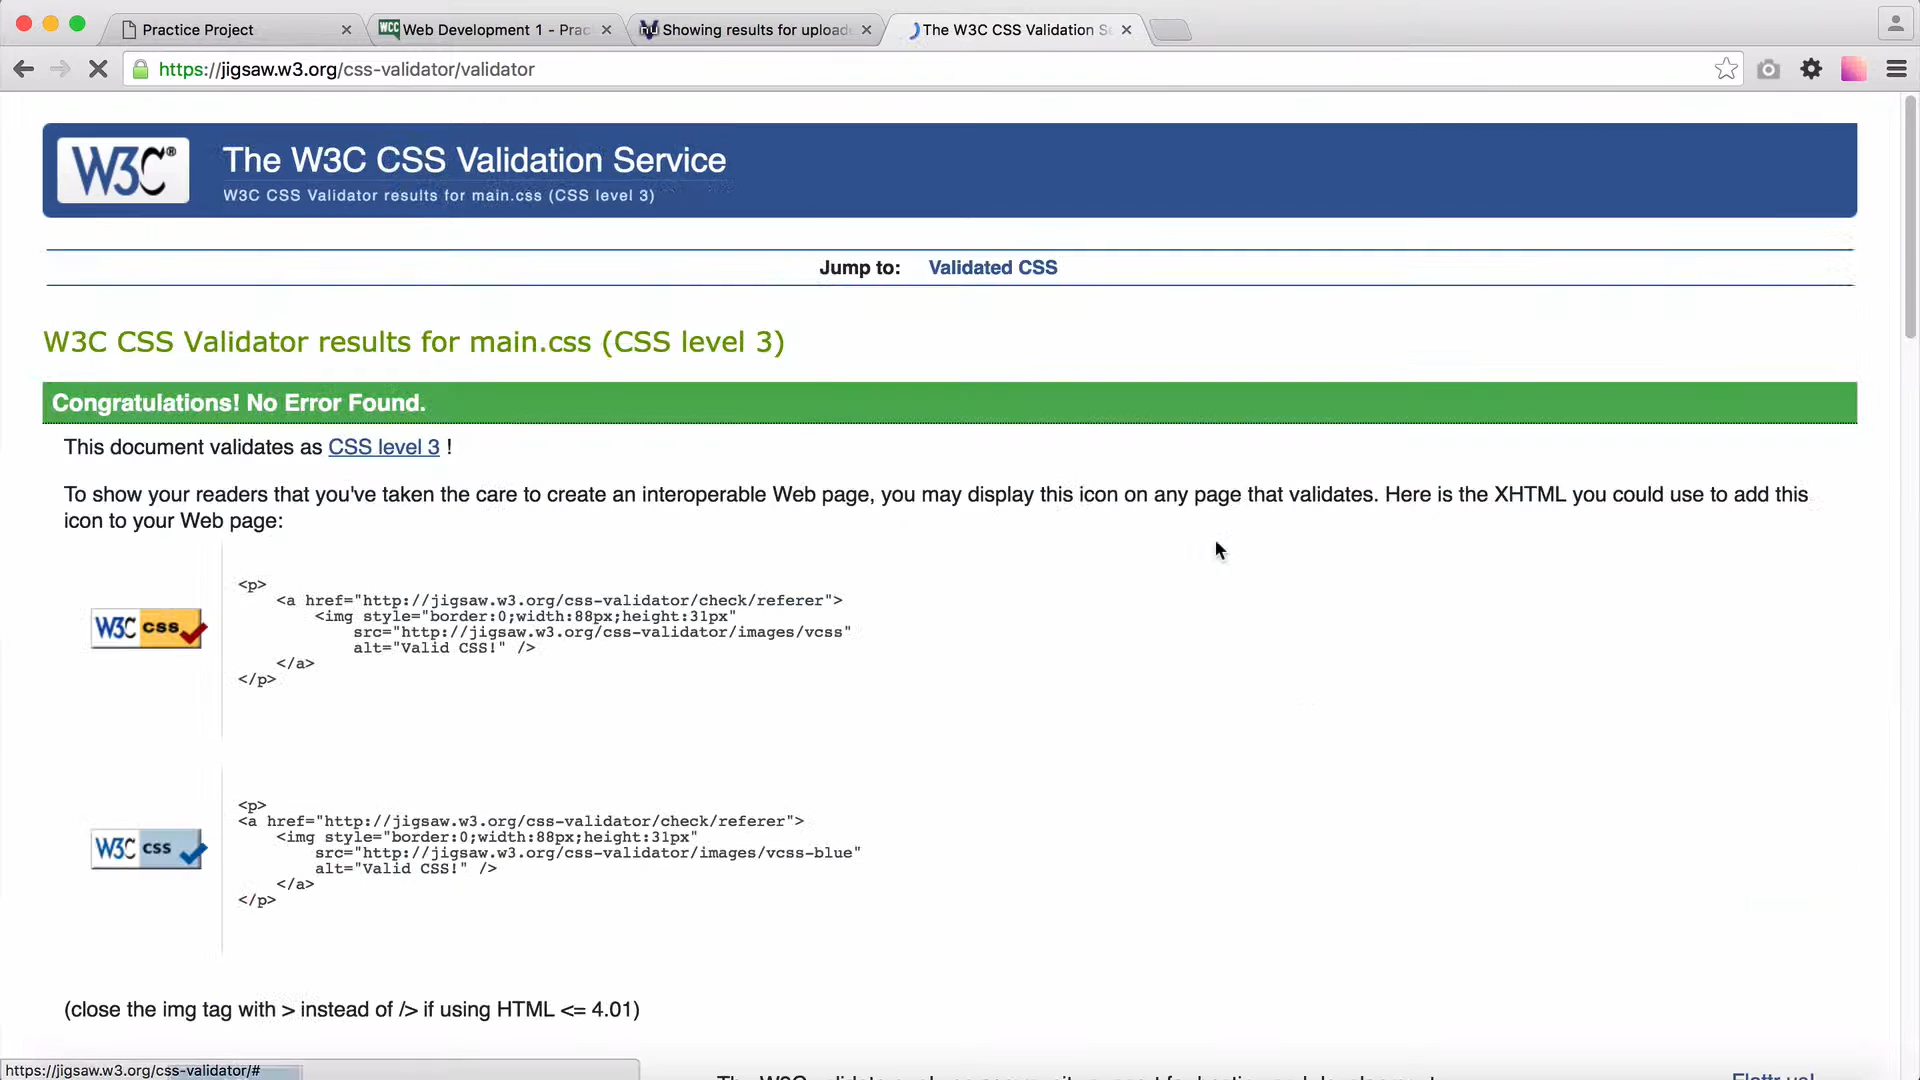 Practice Project
WCC Web Development 1 - Prac
Showing results for upload
The W3C CSS Validation S
https://jigsaw.w3.org/css-validator/validator
W3C®
The W3C CSS Validation Service
W3C CSS Validator results for main.css (CSS level 3)
Jump to: Validated CSS
W3C CSS Validator results for main.css (CSS level 3)
Congratulations! No Error Found.
This document validates as CSS level 3 !
To show your readers that you've taken the care to create an interoperable Web page, you may display this icon on any page that validates. Here is the XHTML you could use to add this
icon to your Web page:
<p>
<a href="http://jigsaw.w3.org/css-validator/check/referer">
<img style="border:0;width:88px;height:31px"
src="http://jigsaw.w3.org/css-validator/images/vcss"
alt="Valid CSS!" />
</a>
</p>
W3C css
<p>
<a href="http://jigsaw.w3.org/css-validator/check/referer">
<img style="border:0;width:88px;height:31px"
src="http://jigsaw.w3.org/css-validator/images/vcss-blue"
alt="Valid CSS!" />
</a>
</p>
W3C css
(close the img tag with > instead of /> if using HTML <= 4.01)
https://jigsaw.w3.org/css-validator/#